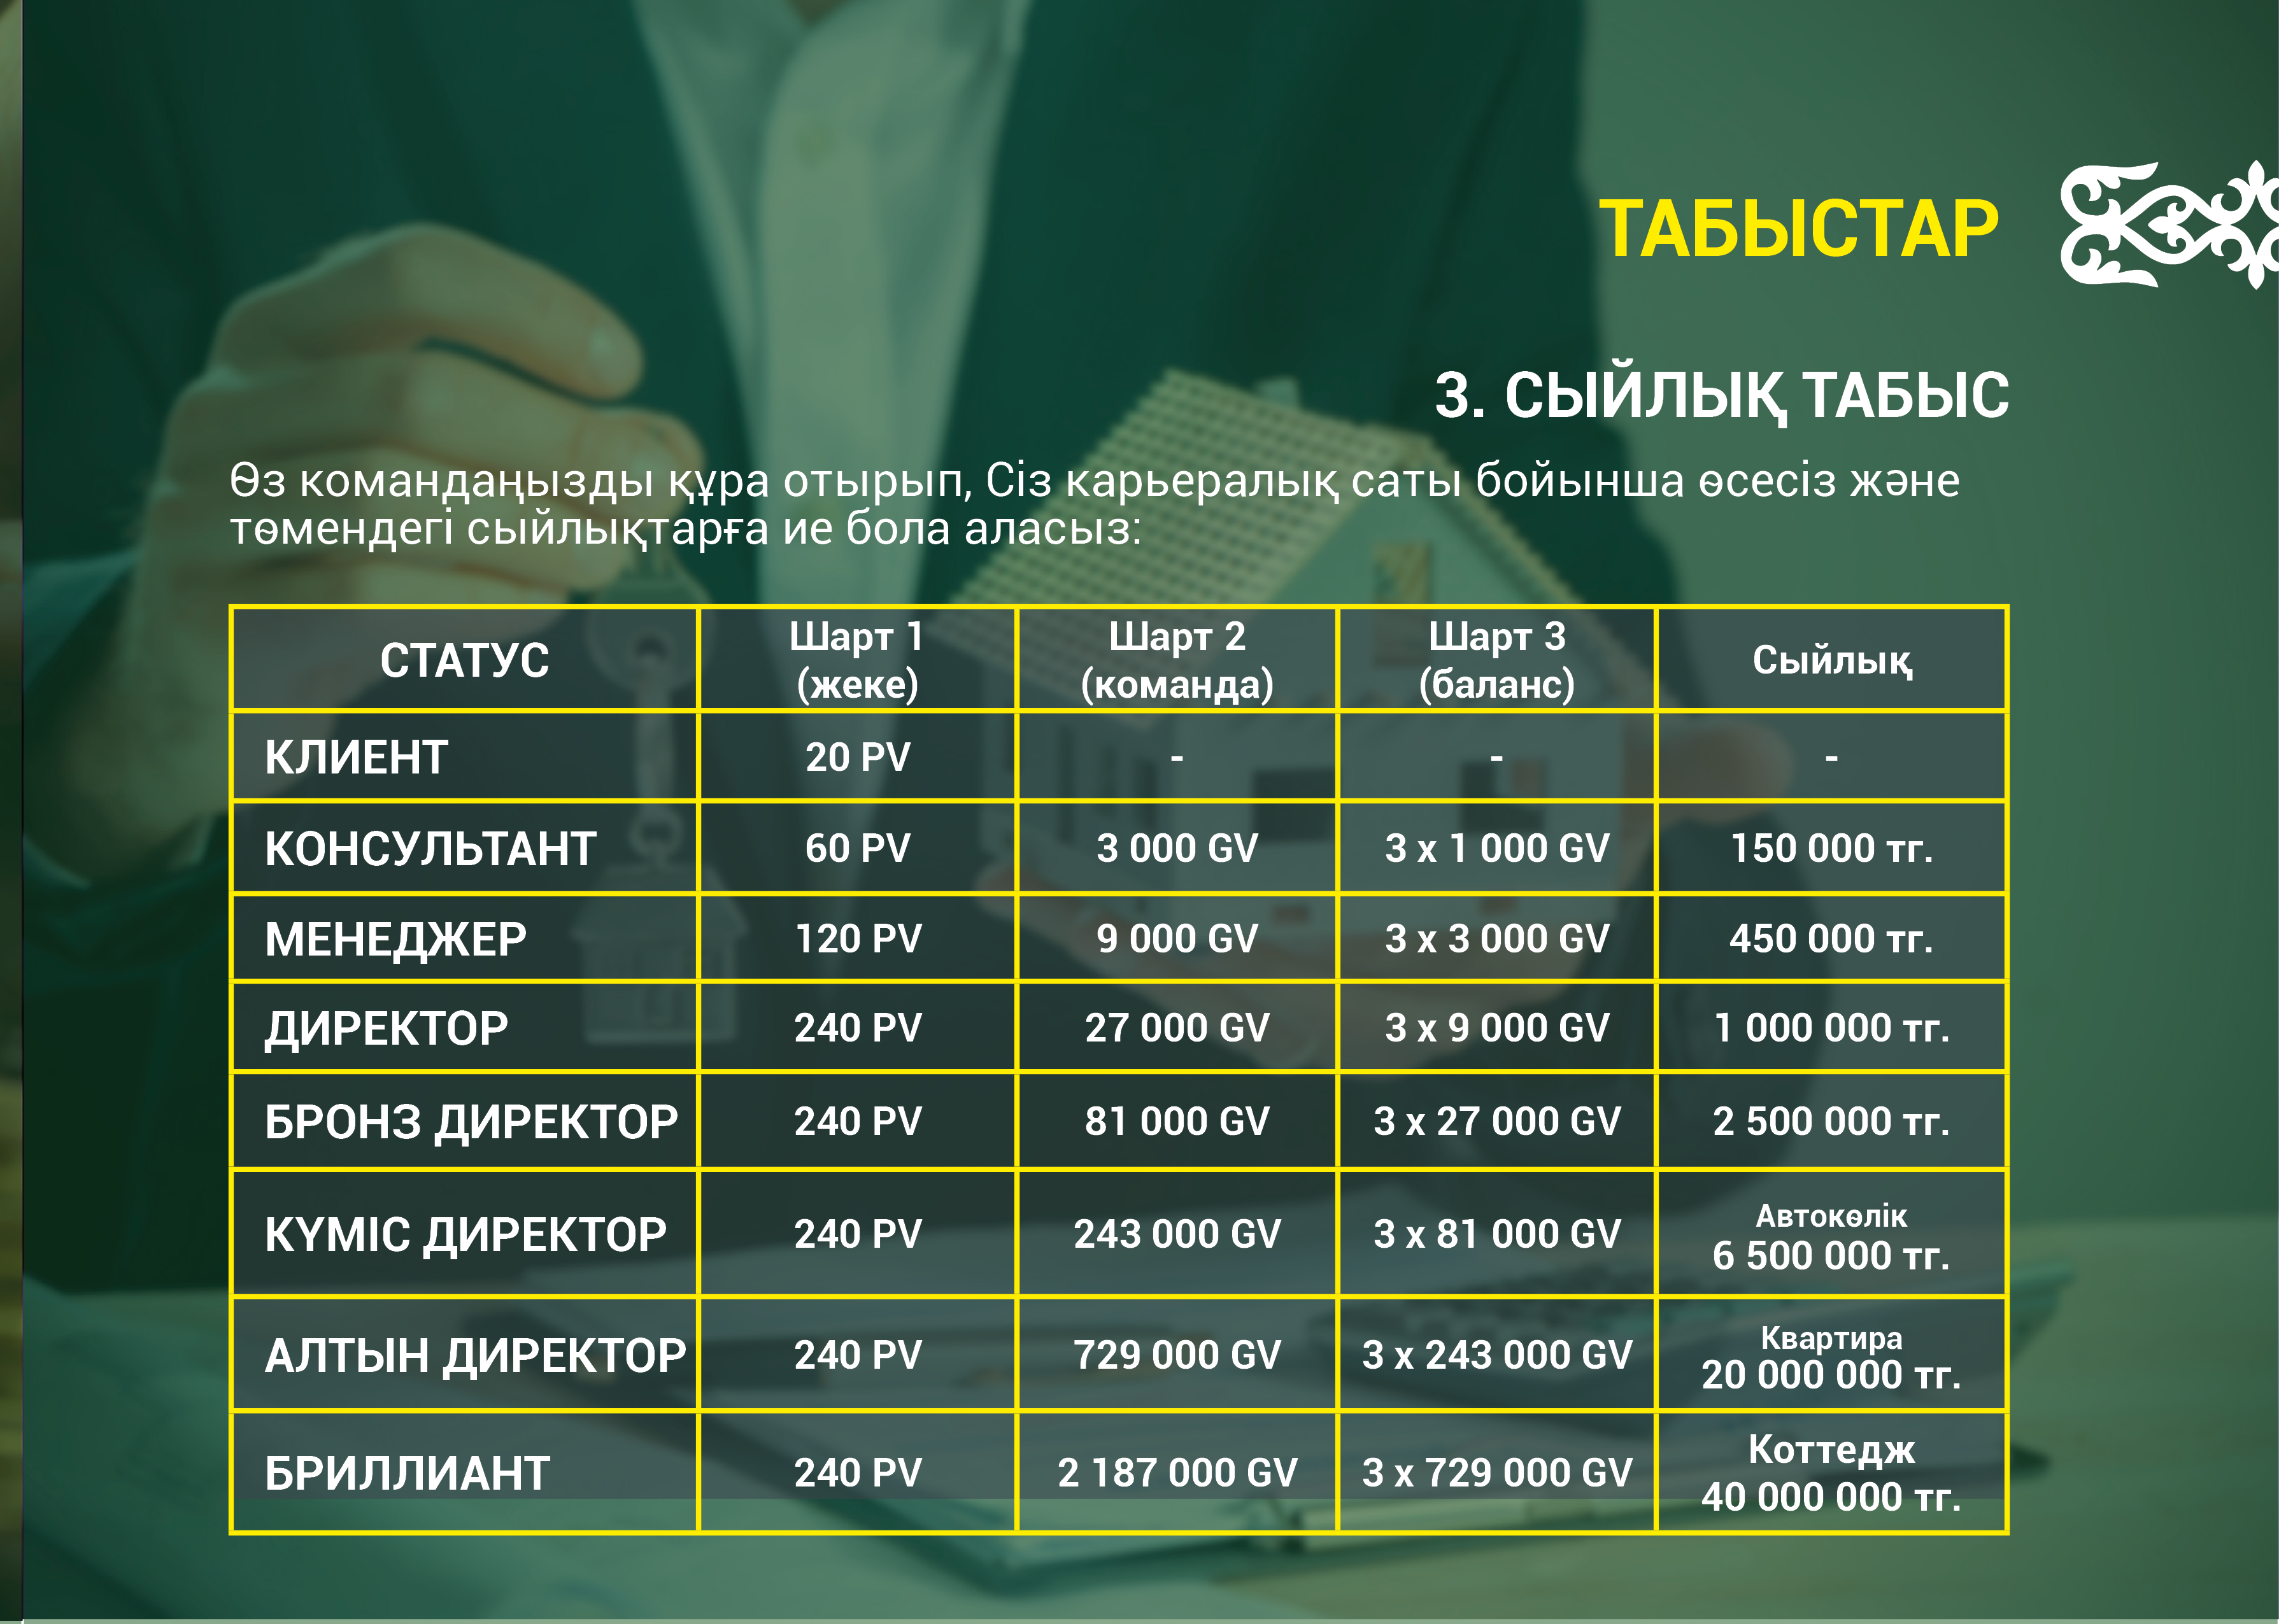 ТАБЫСТАР
3. СЫЙЛЫҚ ТАБЫС
Өз командаңызды құра отырып, Сіз карьералық саты бойынша өсесіз және
төмендегі сыйлықтарға ие бола аласыз:
СТАТУС Шарт 1 (жеке) Шарт 2 (команда) Шарт 3 (баланс) Сыйлық
КЛИЕНТ 20 PV - - -
КОНСУЛЬТАНТ 60 PV 3 000 GV 3 x 1 000 GV 150 000 тг.
МЕНЕДЖЕР 120 PV 9 000 GV 3 x 3 000 GV 450 000 тг.
ДИРЕКТОР 240 PV 27 000 GV 3 x 9 000 GV 1 000 000 тг.
БРОНЗ ДИРЕКТОР 240 PV 81 000 GV 3 x 27 000 GV 2 500 000 тг.
КҮМІС ДИРЕКТОР 240 PV 243 000 GV 3 x 81 000 GV Автокөлік 6 500 000 тг.
АЛТЫН ДИРЕКТОР 240 PV 729 000 GV 3 x 243 000 GV Квартира 20 000 000 тг.
БРИЛЛИАНТ 240 PV 2 187 000 GV 3 x 729 000 GV Коттедж 40 000 000 тг.